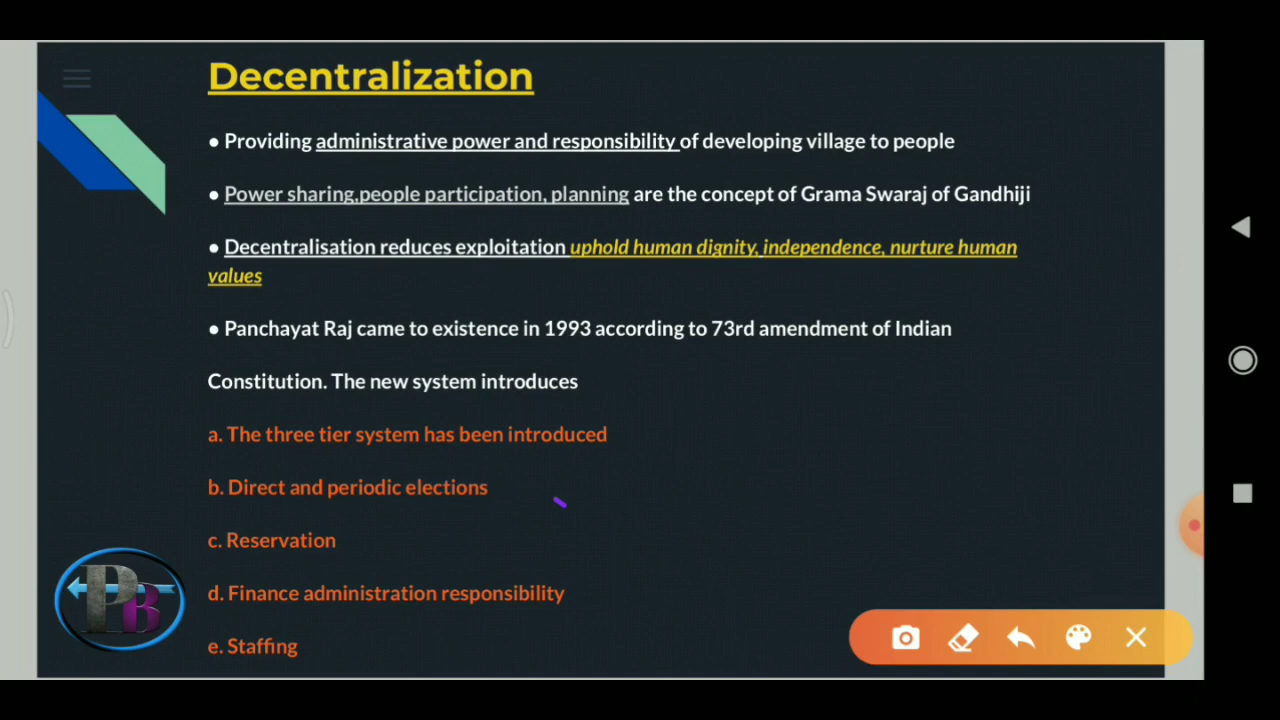 Decentralization
● Providing administrative power and responsibility of developing village to people
● Power sharing,people participation, planning are the concept of Grama Swaraj of Gandhiji
● Decentralisation reduces exploitation uphold human dignity, independence, nurture human
values
● Panchayat Raj came to existence in 1993 according to 73rd amendment of Indian
Constitution. The new system introduces
a. The three tier system has been introduced
b. Direct and periodic elections
c. Reservation
d. Finance administration responsibility
e. Staffing
PB